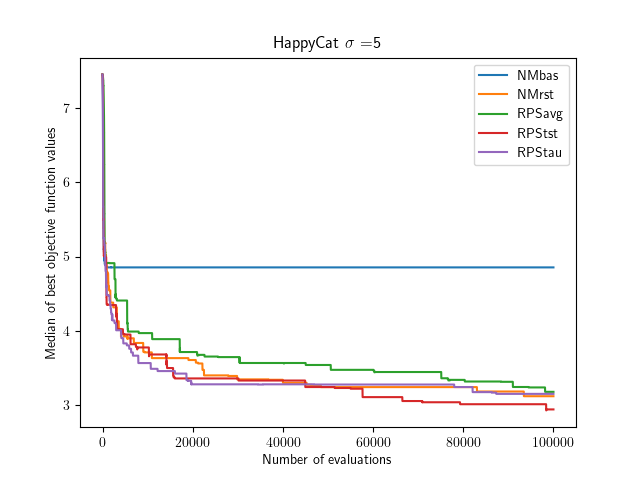 HappyCat σ =5
Median of best objective function values
7
6
5
4
3
NMbas
NMrst
RPSavg
RPStst
RPStau
0
20000
40000
60000
80000
100000
Number of evaluations